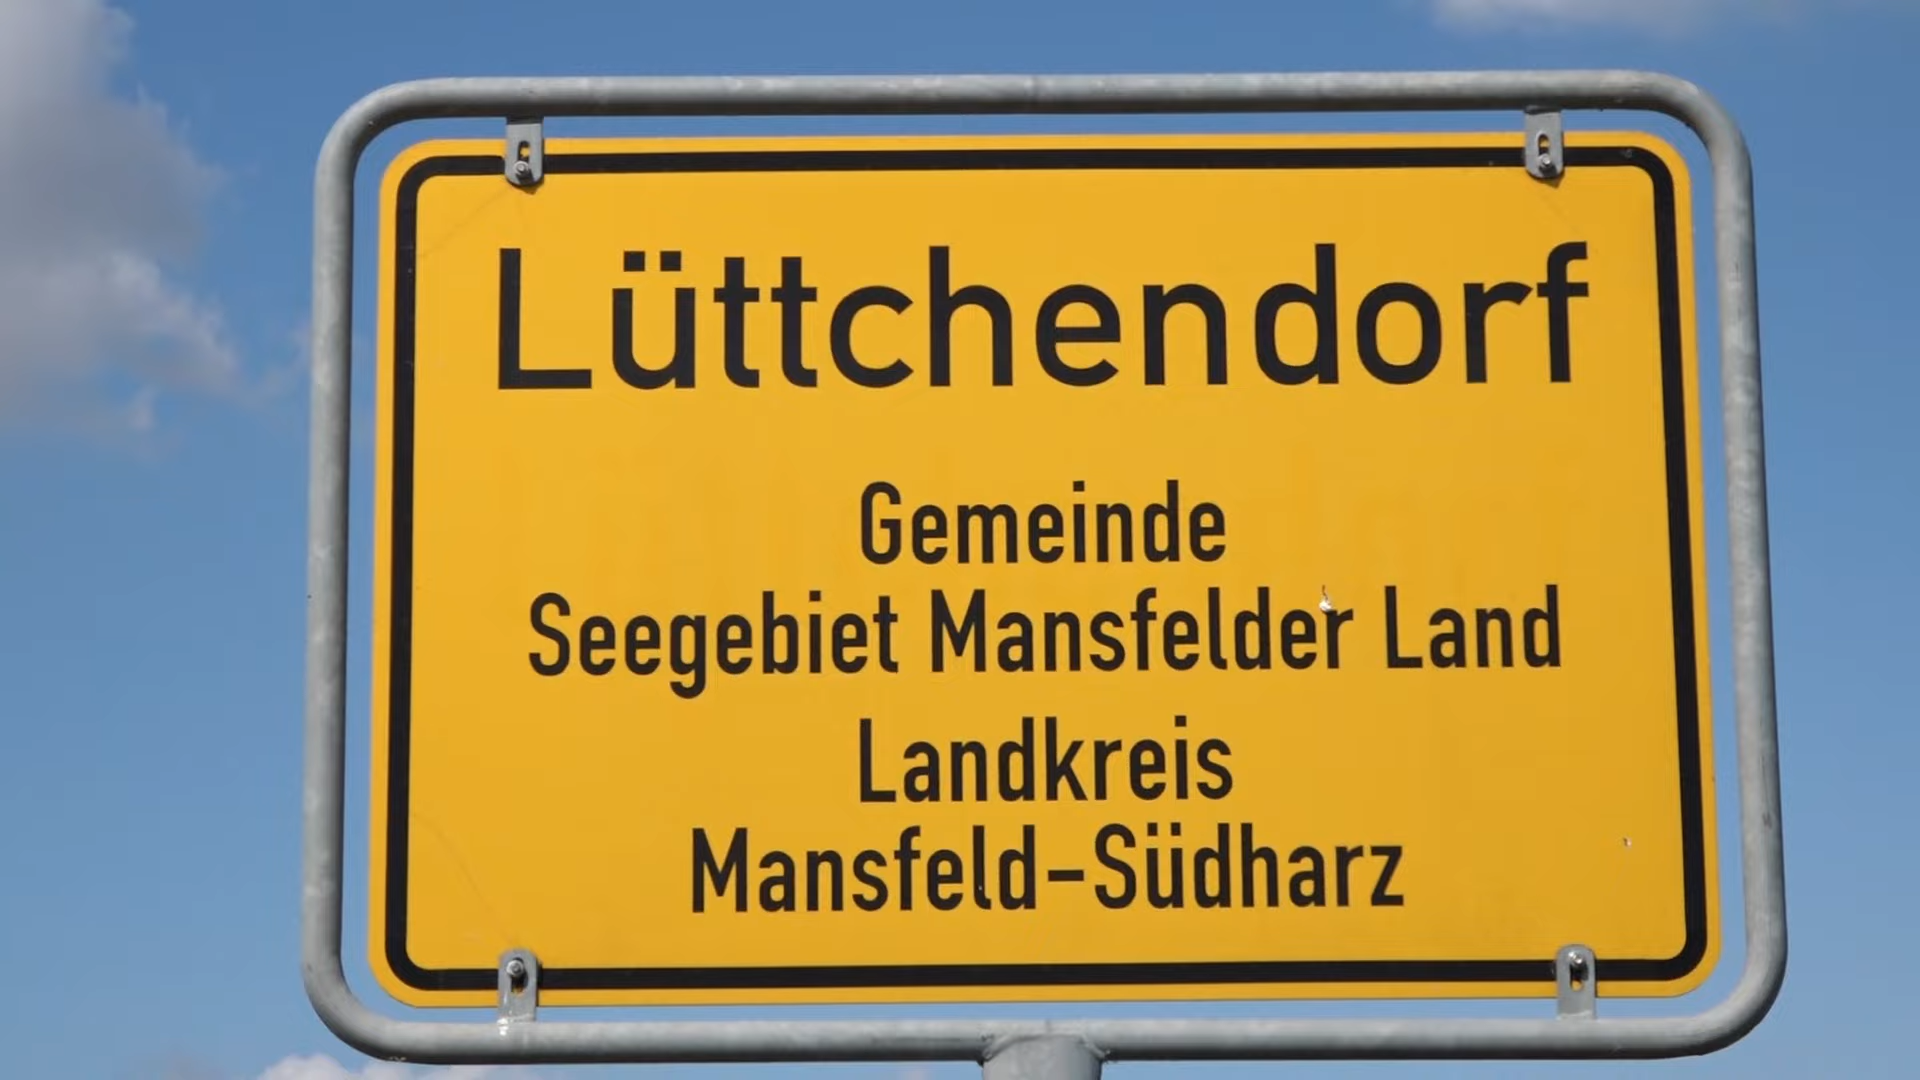 Lüttchendorf
Gemeinde
Seegebiet Mansfelder Land
Landkreis
Mansfeld-Südharz